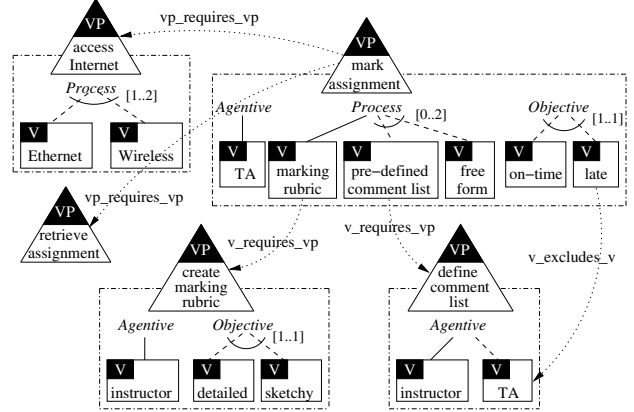 VP
access
Internet
vp_requires_vp
VP
mark
assignment
Process
[1..2]
V
Ethernet
V
Wireless
Agentive
Process
[0..2]
Objective
[1..1]
V
TA
V
marking
rubric
V
pre-defined
comment list
V
free
form
V
on-time
V
late
vp_requires_vp
VP
retrieve
assignment
v_requires_vp
v_requires_vp
v_excludes_v
VP
create
marking
rubric
VP
define
comment
list
Agentive
Objective
[1..1]
Agentive
V
instructor
V
detailed
V
sketchy
V
instructor
V
TA